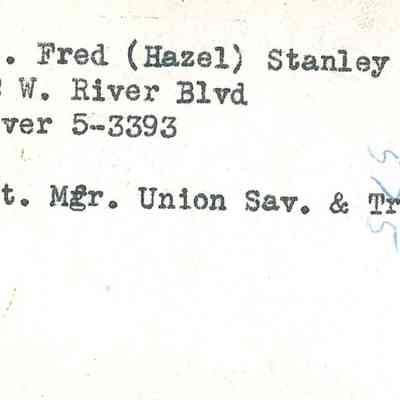 . Fred (Hazel) Stanley
W. River Blvd
ver 5-3393
t. Mgr. Union Sav. & Tr